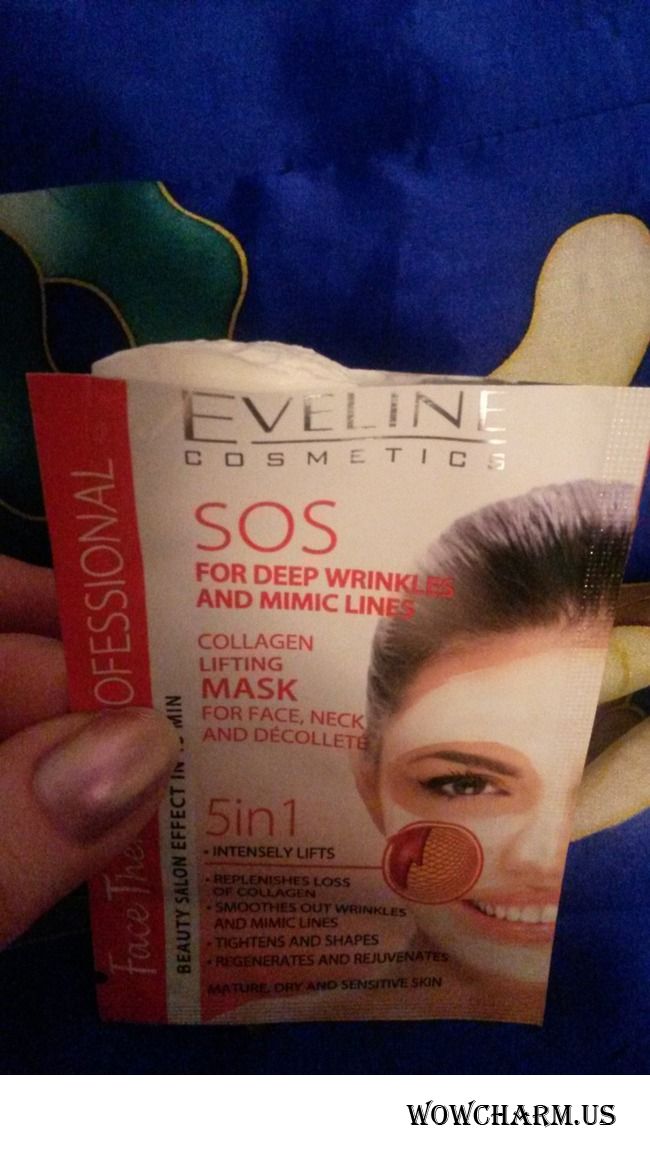 EVELINE
COSMETICS
SOS
FOR DEEP WRINKLES
AND MIMIC LINES
COLLAGEN
LIFTING
MASK
FOR FACE, NECK
AND DÉCOLLETÉ
5in1
• INTENSELY LIFTS
• REPLENISHES LOSS
OF COLLAGEN
• SMOOTHES OUT WRINKLES
AND MIMIC LINES
• TIGHTENS AND SHAPES
• REGENERATES AND REJUVENATES
MATURE, DRY AND SENSITIVE SKIN
Face The
OFESSIONAL
BEAUTY SALON EFFECT IN MIN
WOWCHARM.US